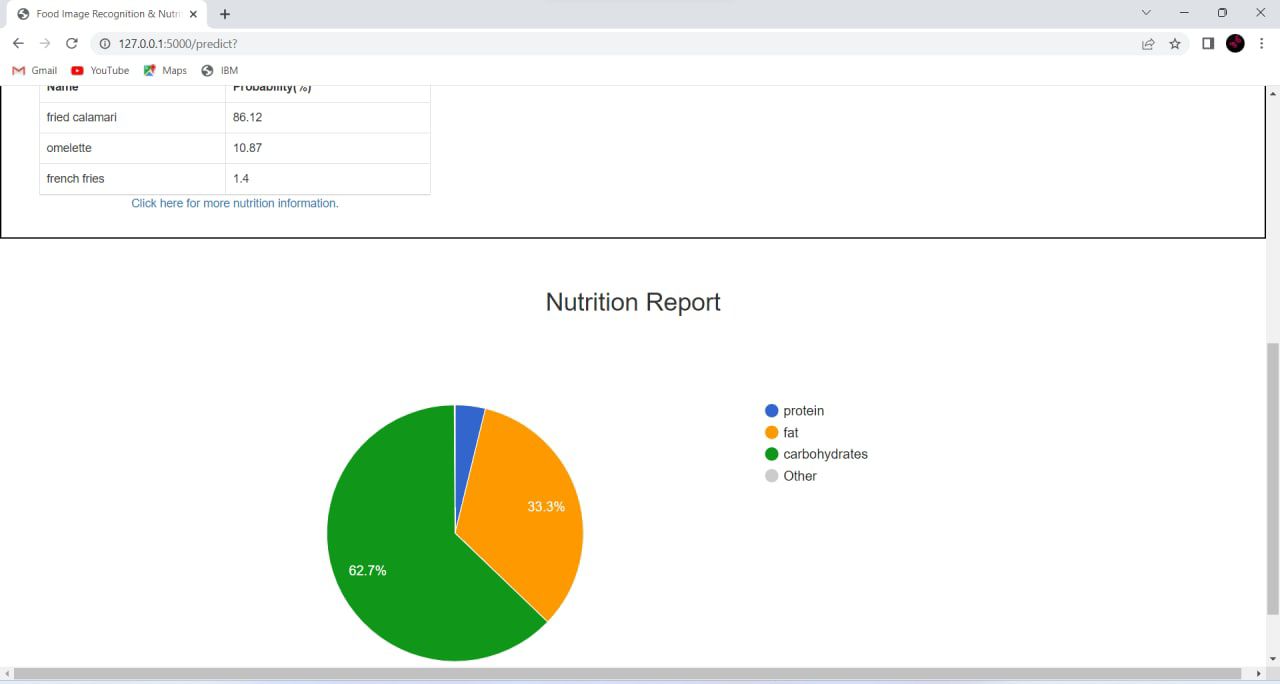 Food Image Recognition & Nutri
127.0.0.1:5000/predict?
Gmail YouTube Maps IBM
Name Probability(%)
fried calamari 86.12
omelette 10.87
french fries 1.4
Click here for more nutrition information.
Nutrition Report
protein
fat
carbohydrates
Other
33.3%
62.7%